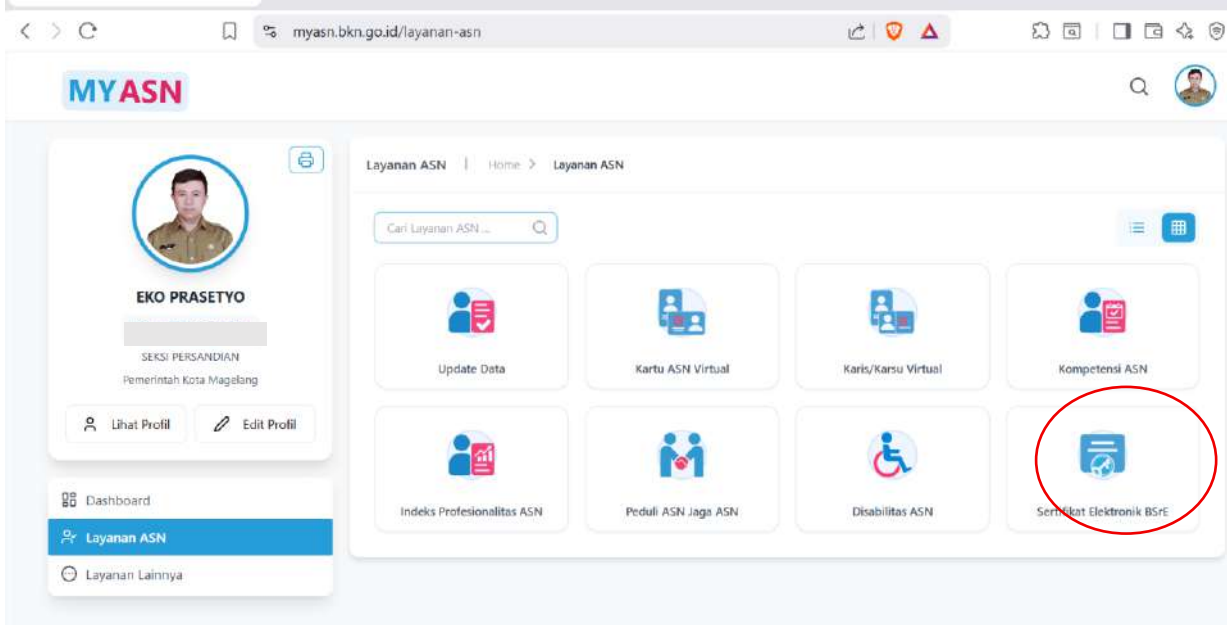 myasn.bkn.go.id/layanan-asn
MYASN
Layanan ASN | Home > Layanan ASN
Cari Layanan ASN ...
EKO PRASETYO
SEKSI PERSANDIAN
Pemerintah Kota Magelang
Lihat Profil
Edit Profil
Dashboard
Layanan ASN
Layanan Lainnya
Update Data
Kartu ASN Virtual
Karis/Karsu Virtual
Kompetensi ASN
Indeks Profesionalitas ASN
Peduli ASN Jaga ASN
Disabilitas ASN
Sertifikat Elektronik BSrE